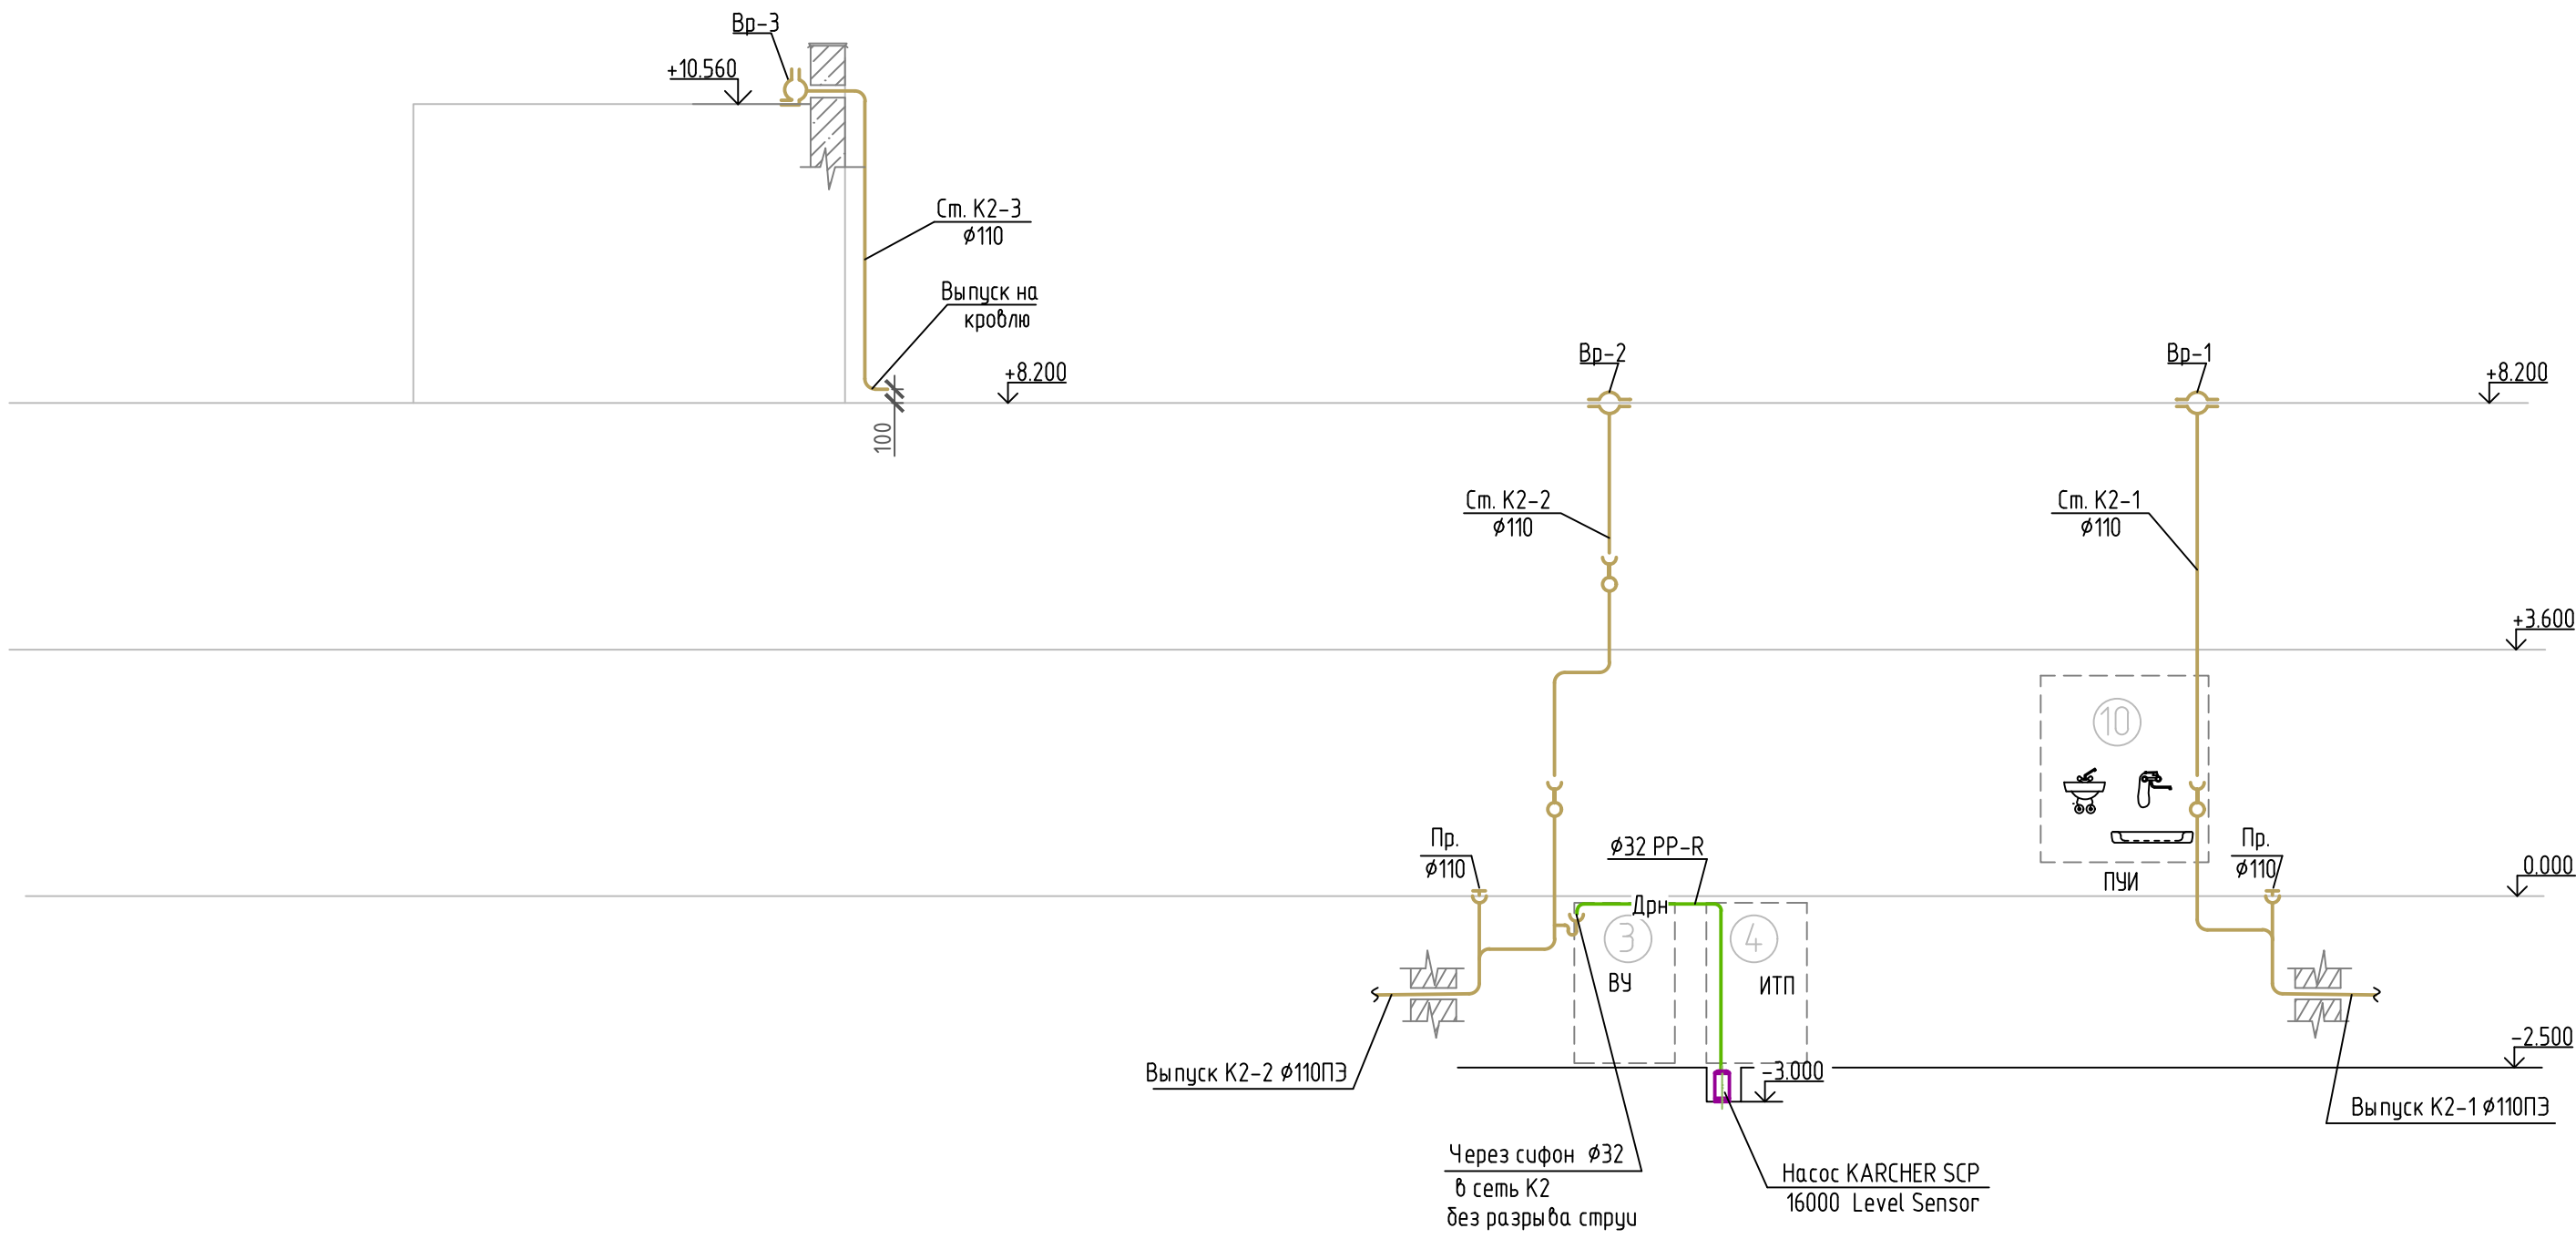 Вр-3
+10.560
Ст. К2-3
Ø110
Выпуск на
кровлю
+8.200
100
Вр-2
Вр-1
+8.200
Ст. К2-2
Ø110
Ст. К2-1
Ø110
+3.600
10
ПУИ
Пр.
Ø110
Ø32 PP-R
Пр.
Ø110
0.000
Дрн
3
ВУ
4
ИТП
-2.500
-3.000
Выпуск К2-2 Ø110ПЭ
Выпуск К2-1 Ø110ПЭ
Через сифон Ø32
в сеть К2
без разрыва струи
Насос KARCHER SCP
16000 Level Sensor